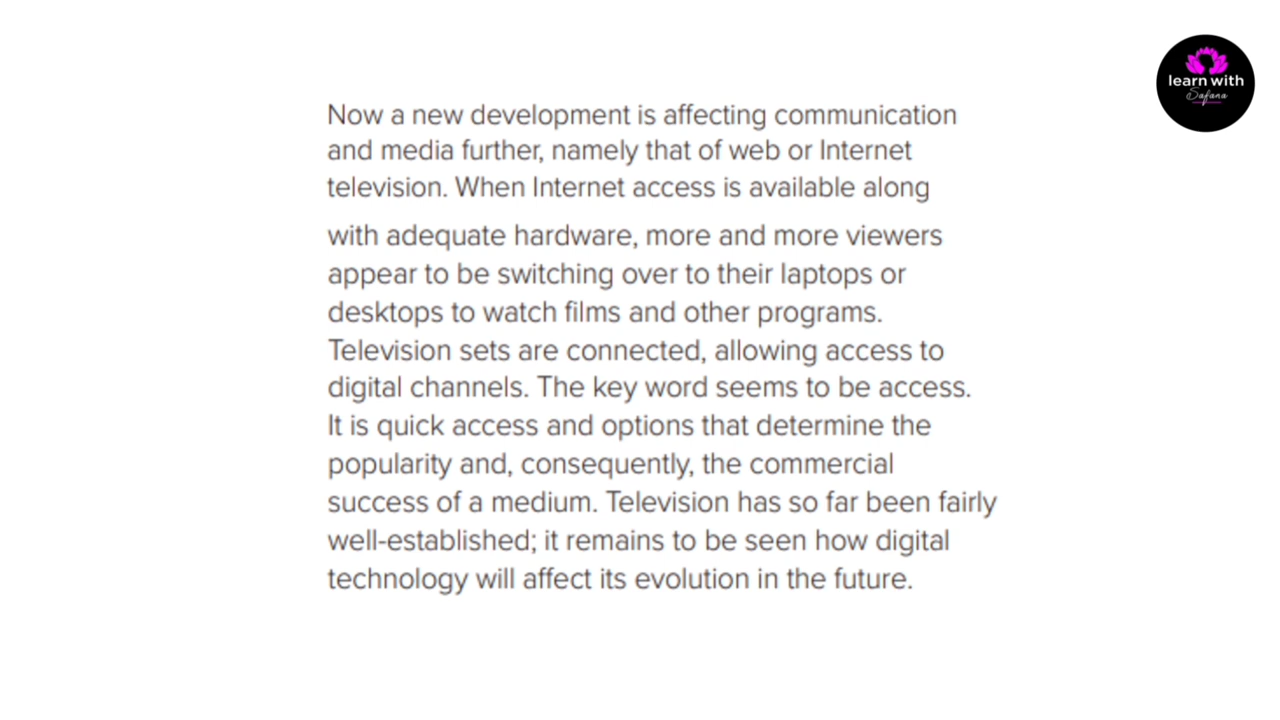 learn with
Safana
Now a new development is affecting communication
and media further, namely that of web or Internet
television. When Internet access is available along
with adequate hardware, more and more viewers
appear to be switching over to their laptops or
desktops to watch films and other programs.
Television sets are connected, allowing access to
digital channels. The key word seems to be access.
It is quick access and options that determine the
popularity and, consequently, the commercial
success of a medium. Television has so far been fairly
well-established; it remains to be seen how digital
technology will affect its evolution in the future.